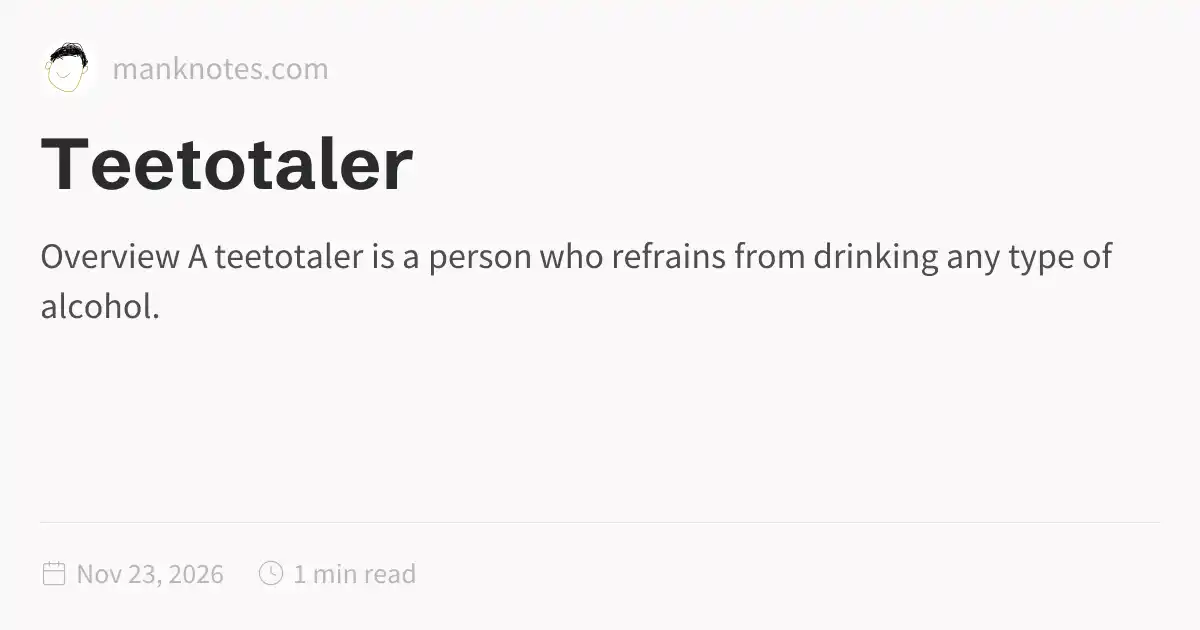 manknotes.com
Teetotaler
Overview A teetotaler is a person who refrains from drinking any type of
alcohol.
Nov 23, 2026 1 min read